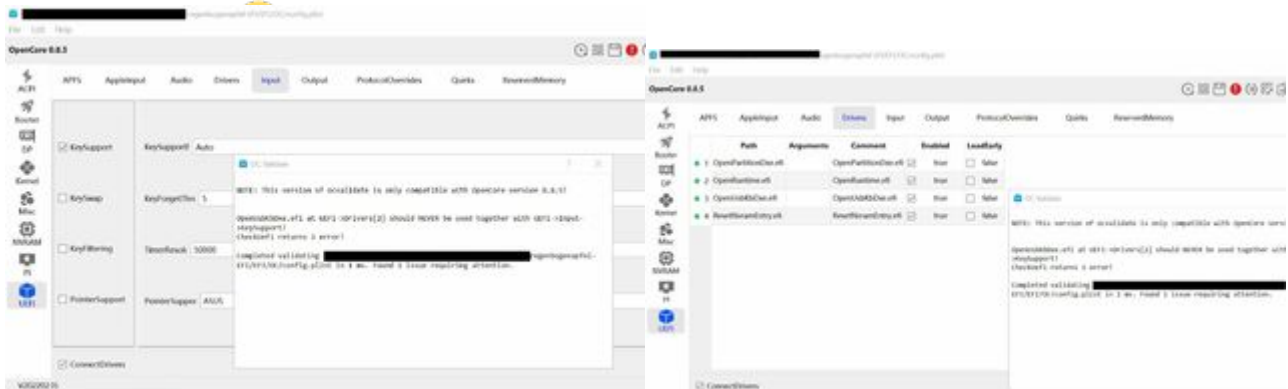 File Edit Help
OpenCore 0.8.5
ACPI
Booter
DP
Kernel
Misc
NVRAM
PI
UEFI
APFS AppleInput Audio Drivers Input Output ProtocolOverrides Quirks ReservedMemory
KeySupport KeySupportMode Auto
KeySwap KeyForgetThreshold 5
KeyFiltering TimerResolution 50000
PointerSupport PointerSupportMode ASUS
ConnectDrivers
NOTE: This version of ocvalidate is only compatible with OpenCore version 0.8.5!
OpenUsbKbDxe.efi at UEFI->Drivers[2] should NEVER be used together with UEFI->Input-
>KeySupport!
CheckUEFI returns 1 error!
Completed validating
EFI/EFI/OC/config.plist in 1 ms. Found 1 issue requiring attention.
File Edit Help
OpenCore 0.8.5
ACPI
Booter
DP
Kernel
Misc
NVRAM
PI
UEFI
APFS AppleInput Audio Drivers Input Output ProtocolOverrides Quirks ReservedMemory
Path Arguments Comment Enabled LoadEarly
1 OpenPartitionDxe.efi OpenPartitionDxe.efi true false
2 OpenRuntime.efi OpenRuntime.efi true false
3 OpenUsbKbDxe.efi OpenUsbKbDxe.efi true false
4 ResetNvramEntry.efi ResetNvramEntry.efi true false
NOTE: This version of ocvalidate is only compatible with OpenCore
OpenUsbKbDxe.efi at UEFI->Drivers[2] should NEVER be used together with
>KeySupport!
CheckUEFI returns 1 error!
Completed validating
EFI/EFI/OC/config.plist in 1 ms. Found 1 issue requiring attention.
ConnectDrivers